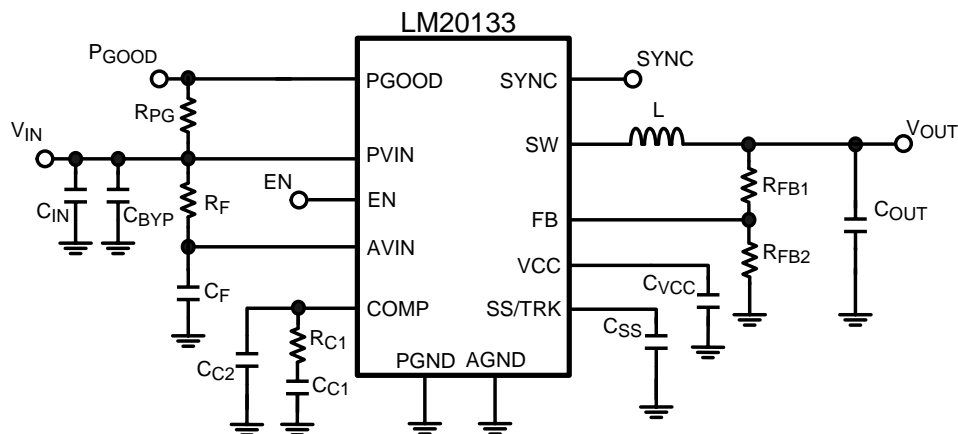 LM20133
PGOOD
PGOOD
SYNC
SYNC
RPG
L
VIN
VOUT
PVIN
SW
EN
EN
RF
RFB1
CIN
CBYP
FB
COUT
AVIN
RFB2
VCC
CF
CVCC
COMP
SS/TRK
RC1
CSS
CC2
CC1
PGND
AGND